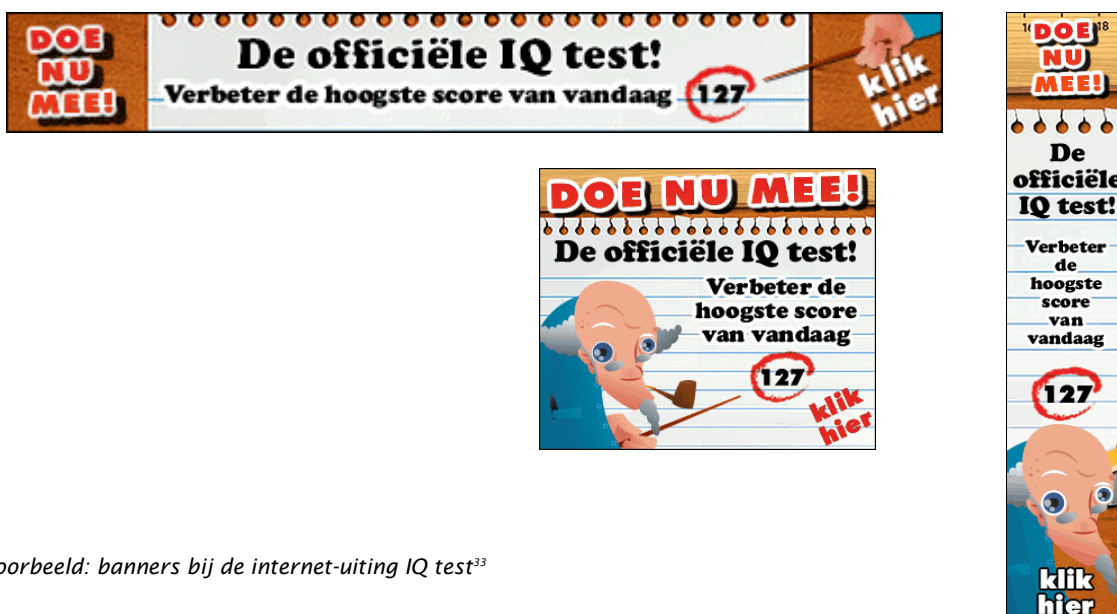 DOE
NU
MEE!
De officiële IQ test!
Verbeter de hoogste score van vandaag 127
klik
hier
DOE NU MEE!
De officiële IQ test!
Verbeter de
hoogste score
van vandaag
127
klik
hier
18
DOE
NU
MEE!
De
officiële
IQ test!
Verbeter
de
hoogste
score
van
vandaag
127
klik
hier
oorbeeld: banners bij de internet-uiting IQ test³³